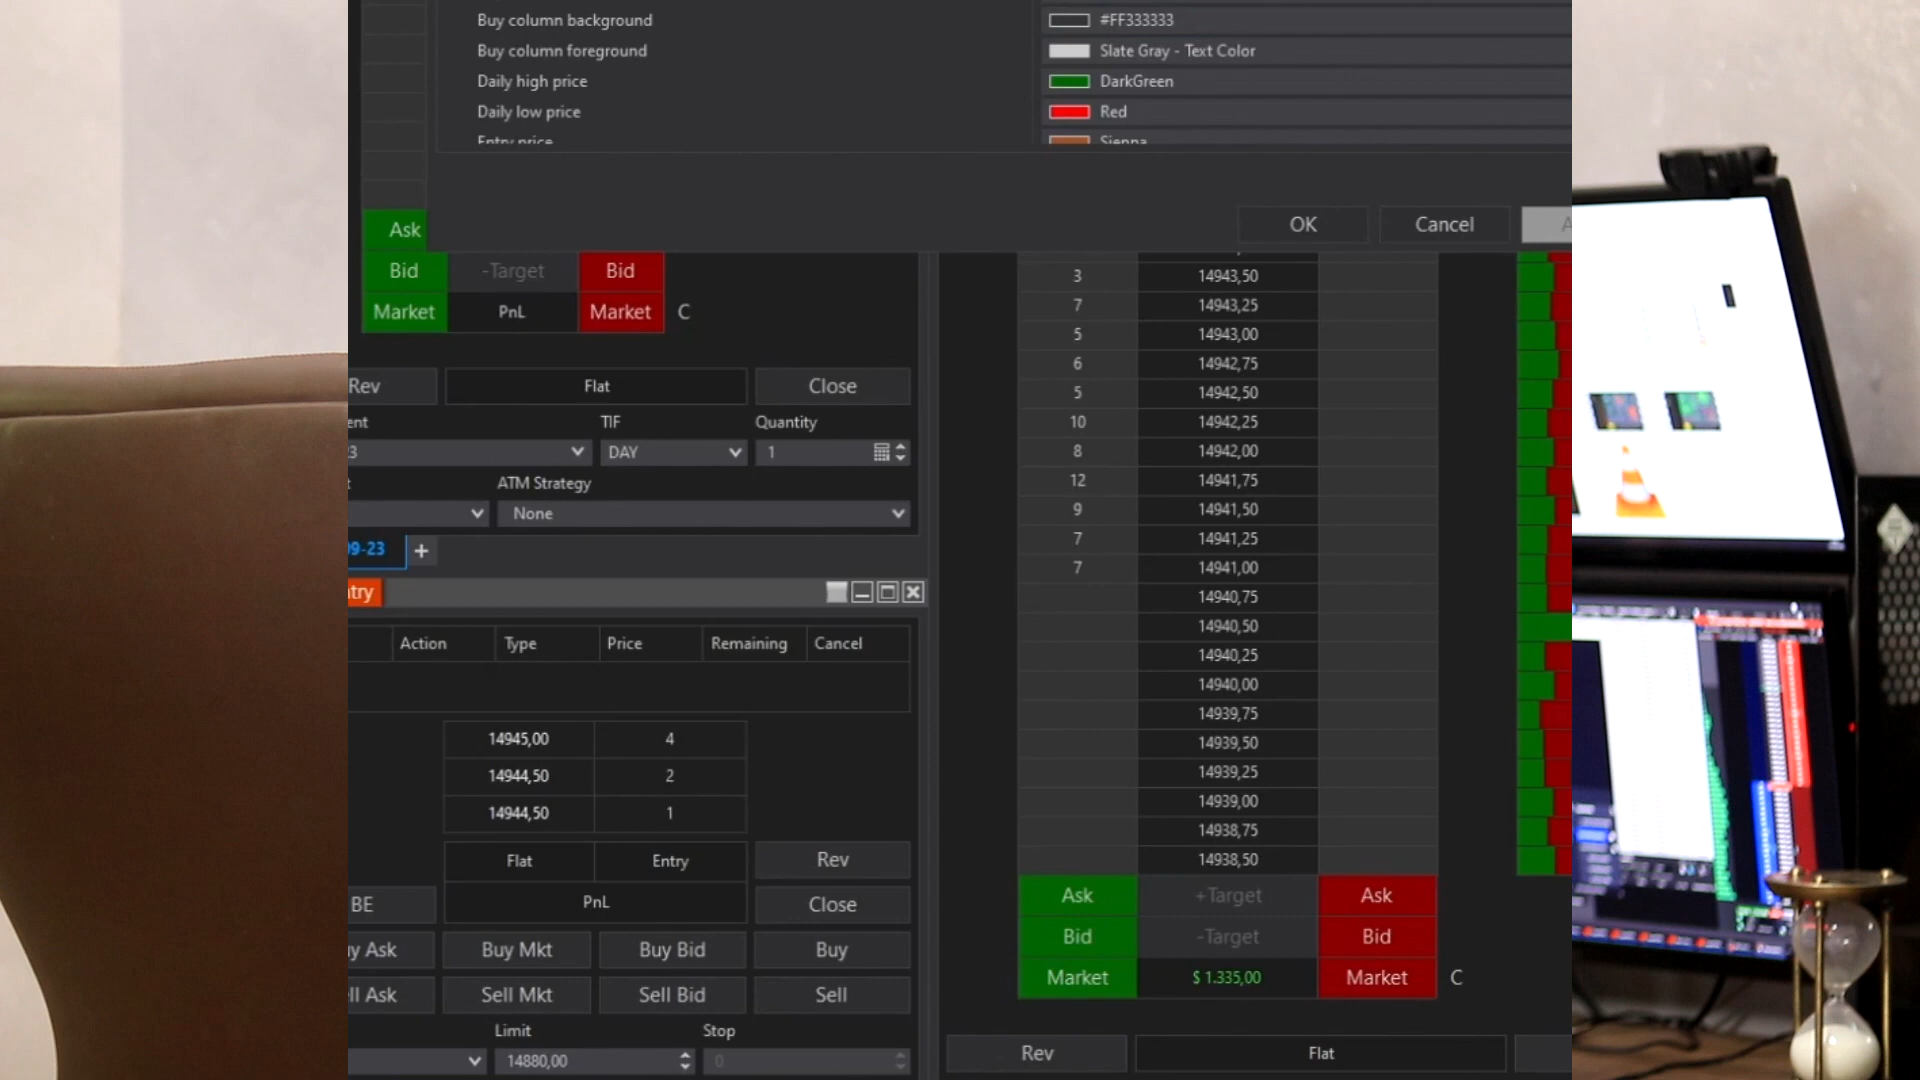 Buy column background #FF333333
Buy column foreground Slate Gray - Text Color
Daily high price DarkGreen
Daily low price Red
Entry price Sienna
OK Cancel
Ask
Bid -Target Bid
Market PnL Market C
Rev Flat Close
TIF Quantity
DAY 1
ATM Strategy
None
09-23 +
Action Type Price Remaining Cancel
14945,00 4
14944,50 2
14944,50 1
Flat Entry Rev
BE PnL Close
Buy Mkt Buy Bid Buy
Sell Mkt Sell Bid Sell
Limit Stop
14880,00 0
3 14943,50
7 14943,25
5 14943,00
6 14942,75
5 14942,50
10 14942,25
8 14942,00
12 14941,75
9 14941,50
7 14941,25
7 14941,00
14940,75
14940,50
14940,25
14940,00
14939,75
14939,50
14939,25
14939,00
14938,75
14938,50
Ask +Target Ask
Bid -Target Bid
Market $ 1.335,00 Market C
Rev Flat